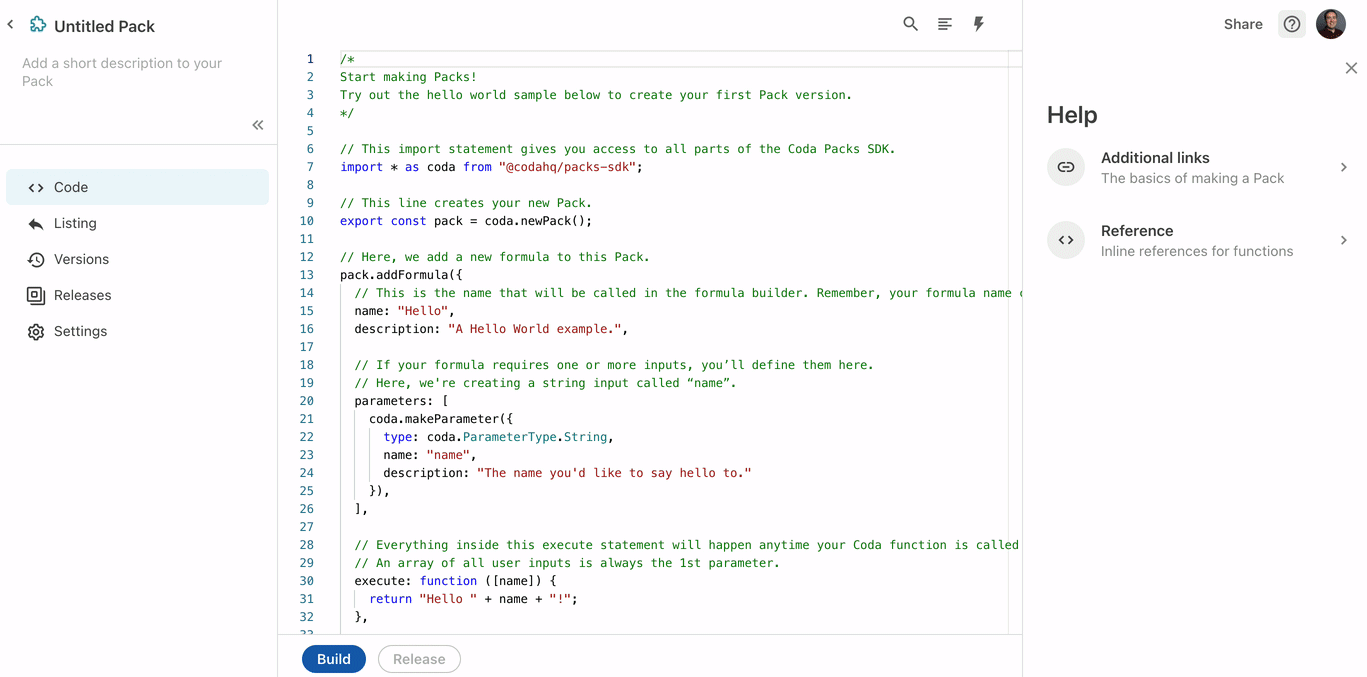 Untitled Pack
Add a short description to your
Pack
Code
Listing
Versions
Releases
Settings
1 /*
2 Start making Packs!
3 Try out the hello world sample below to create your first Pack version.
4 */
5
6 // This import statement gives you access to all parts of the Coda Packs SDK.
7 import * as coda from "@codahq/packs-sdk";
8
9 // This line creates your new Pack.
10 export const pack = coda.newPack();
11
12 // Here, we add a new formula to this Pack.
13 pack.addFormula({
14 // This is the name that will be called in the formula builder. Remember, your formula name
15 name: "Hello",
16 description: "A Hello World example.",
17
18 // If your formula requires one or more inputs, you’ll define them here.
19 // Here, we're creating a string input called “name”.
20 parameters: [
21 coda.makeParameter({
22 type: coda.ParameterType.String,
23 name: "name",
24 description: "The name you'd like to say hello to."
25 }),
26 ],
27
28 // Everything inside this execute statement will happen anytime your Coda function is called
29 // An array of all user inputs is always the 1st parameter.
30 execute: function ([name]) {
31 return "Hello " + name + "!";
32 },
Build
Release
Share
Help
Additional links
The basics of making a Pack
Reference
Inline references for functions